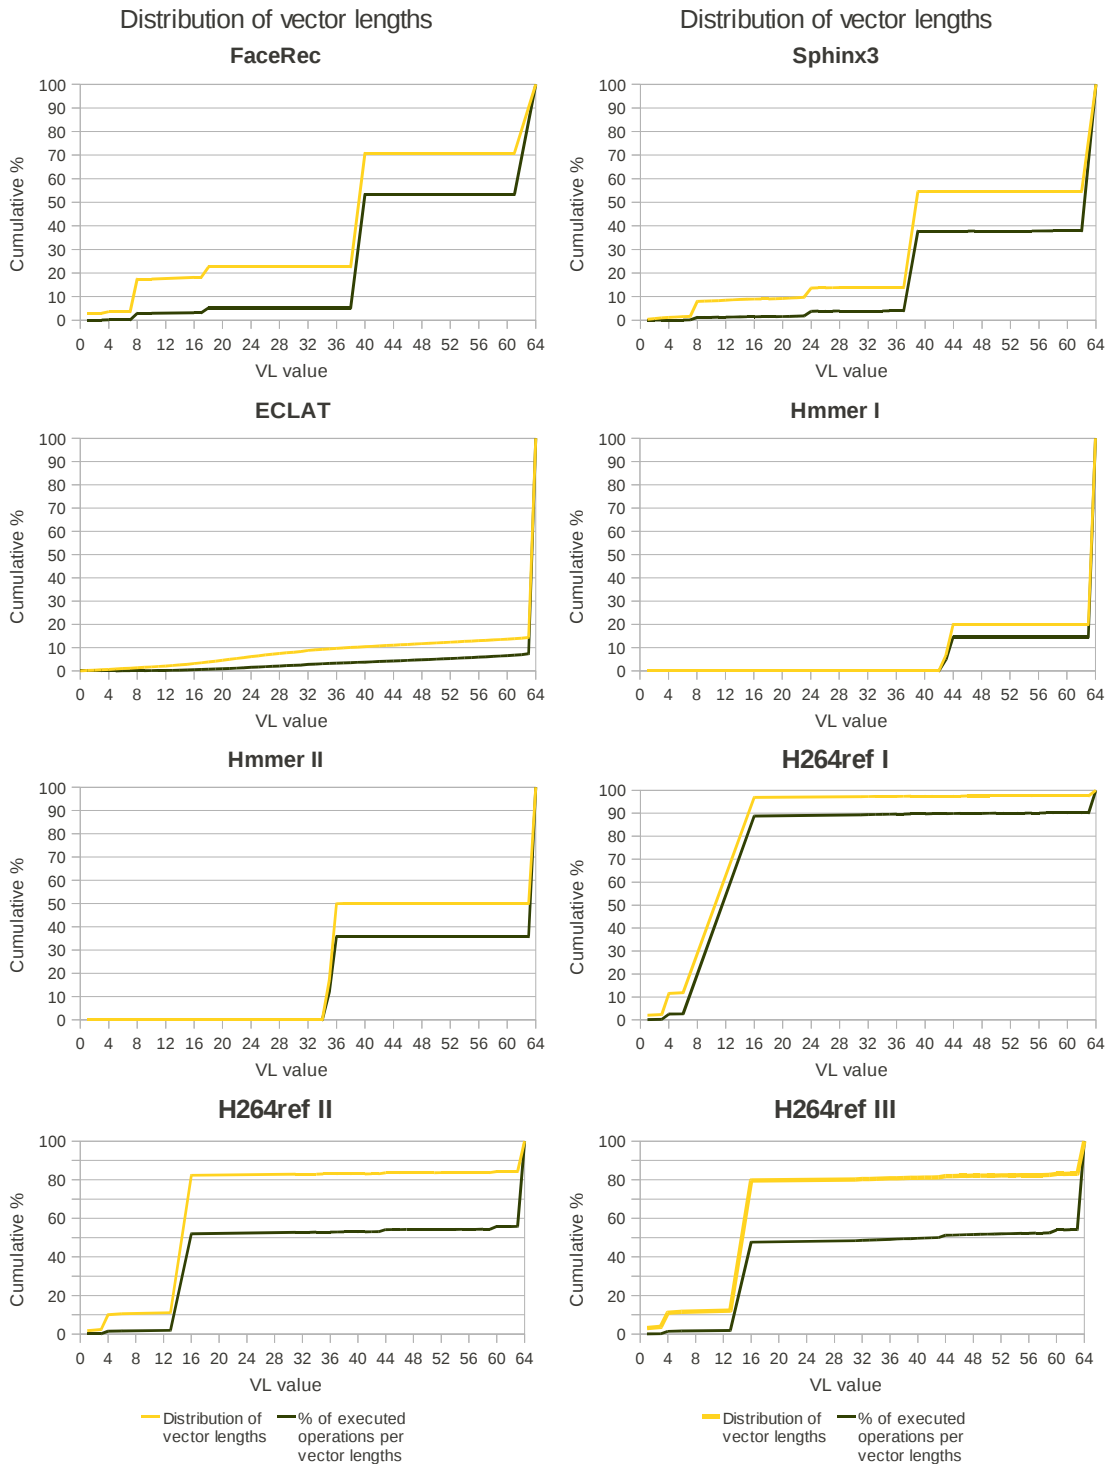 Distribution of vector lengths
FaceRec
100
90
80
70
60
50
40
30
20
10
0
Cumulative %
0 4 8 12 16 20 24 28 32 36 40 44 48 52 56 60 64
VL value
Distribution of vector lengths
Sphinx3
100
90
80
70
60
50
40
30
20
10
0
Cumulative %
0 4 8 12 16 20 24 28 32 36 40 44 48 52 56 60 64
VL value
ECLAT
100
90
80
70
60
50
40
30
20
10
0
Cumulative %
0 4 8 12 16 20 24 28 32 36 40 44 48 52 56 60 64
VL value
Hmmer I
100
90
80
70
60
50
40
30
20
10
0
Cumulative %
0 4 8 12 16 20 24 28 32 36 40 44 48 52 56 60 64
VL value
Hmmer II
100
90
80
70
60
50
40
30
20
10
0
Cumulative %
0 4 8 12 16 20 24 28 32 36 40 44 48 52 56 60 64
VL value
H264ref I
100
90
80
70
60
50
40
30
20
10
0
Cumulative %
0 4 8 12 16 20 24 28 32 36 40 44 48 52 56 60 64
VL value
H264ref II
100
80
60
40
20
0
Cumulative %
0 4 8 12 16 20 24 28 32 36 40 44 48 52 56 60 64
VL value
Distribution of
vector lengths
% of executed
operations per
vector lengths
H264ref III
100
80
60
40
20
0
Cumulative %
0 4 8 12 16 20 24 28 32 36 40 44 48 52 56 60 64
VL value
Distribution of
vector lengths
% of executed
operations per
vector lengths